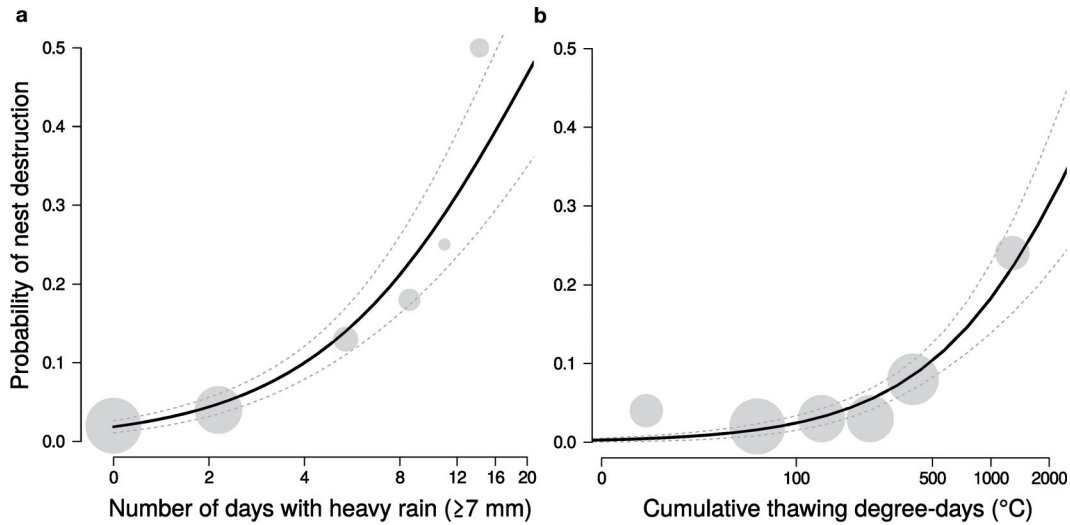 a
b
Probability of nest destruction
0.5
0.4
0.3
0.2
0.1
0.0
0 2 4 8 12 16 20
Number of days with heavy rain (≥7 mm)
0.5
0.4
0.3
0.2
0.1
0.0
0 100 500 1000 2000
Cumulative thawing degree-days (°C)